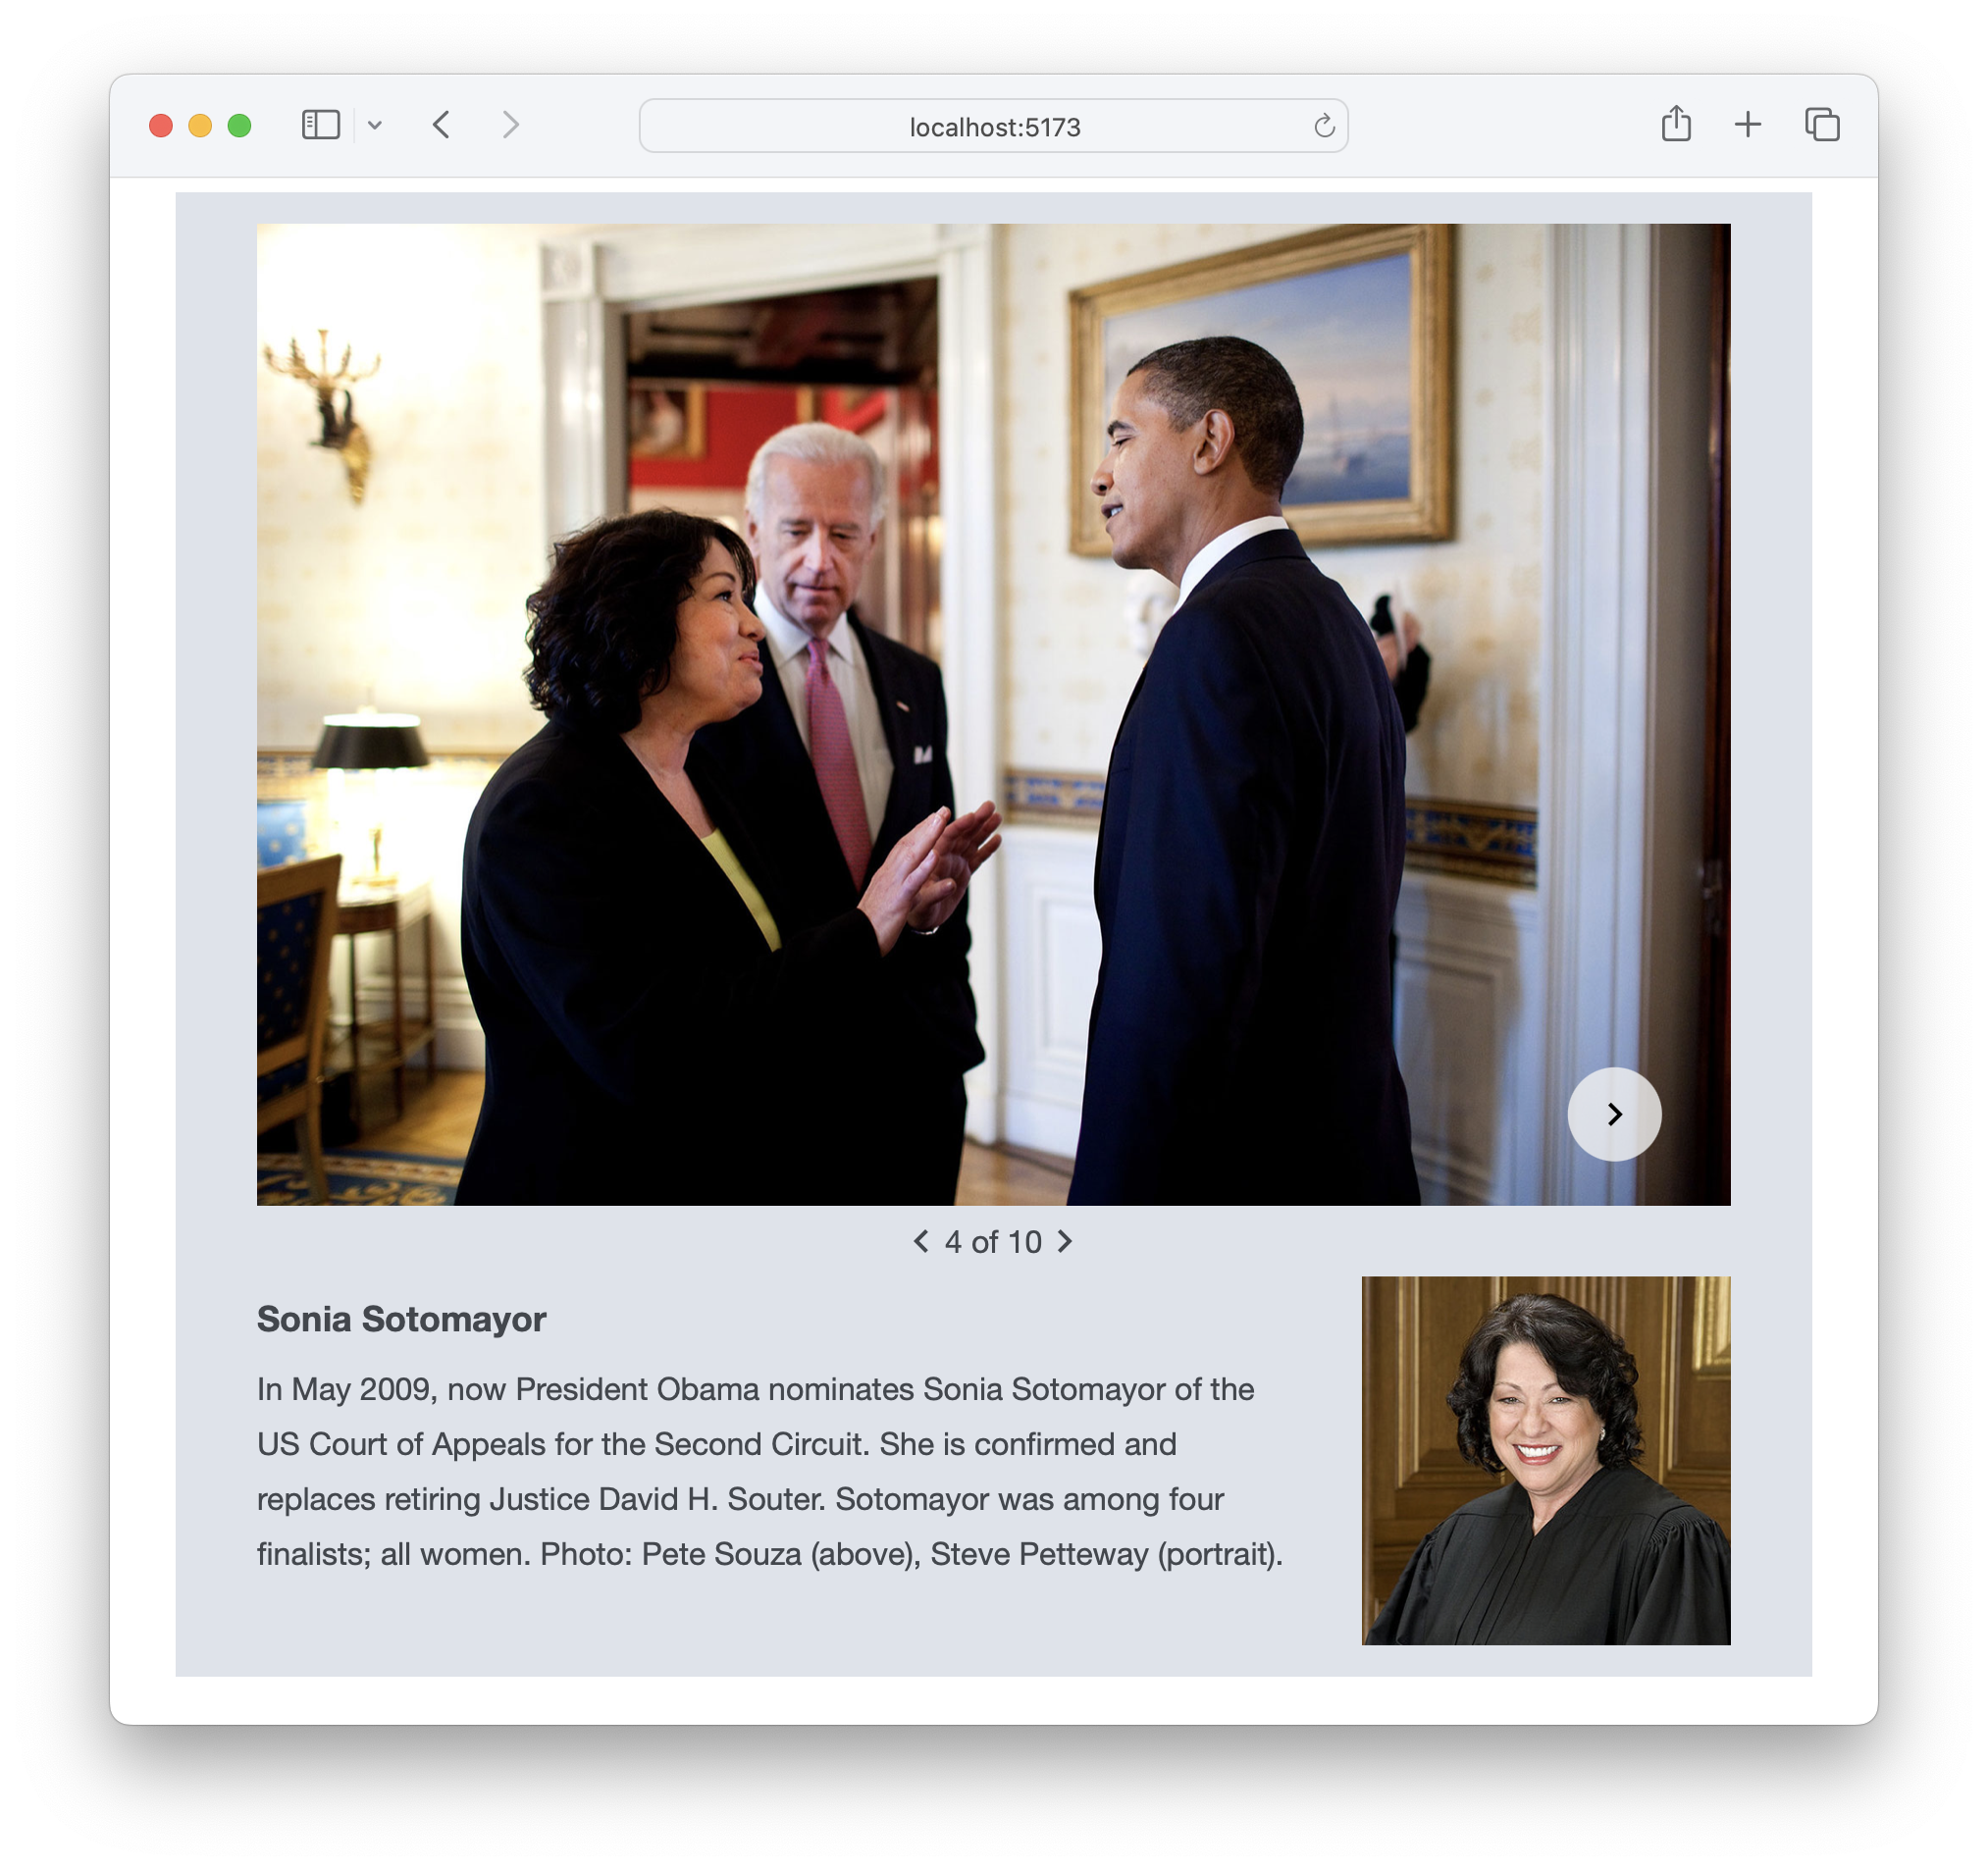 localhost:5173
4 of 10
Sonia Sotomayor
In May 2009, now President Obama nominates Sonia Sotomayor of the
US Court of Appeals for the Second Circuit. She is confirmed and
replaces retiring Justice David H. Souter. Sotomayor was among four
finalists; all women. Photo: Pete Souza (above), Steve Petteway (portrait).